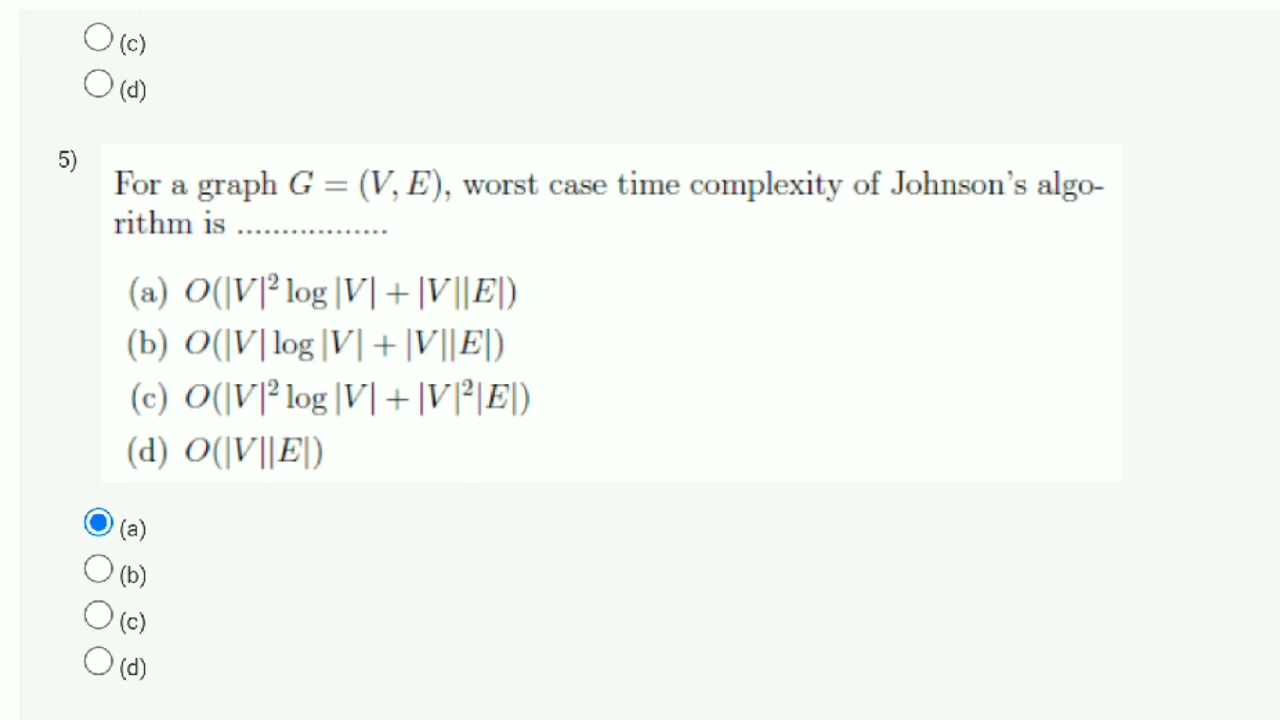 (c)
(d)
5)
For a graph G = (V, E), worst case time complexity of Johnson's algo-
rithm is .................
(a) O(|V|² log |V| + |V||E|)
(b) O(|V| log |V| + |V||E|)
(c) O(|V|² log |V| + |V|²|E|)
(d) O(|V||E|)
(a)
(b)
(c)
(d)